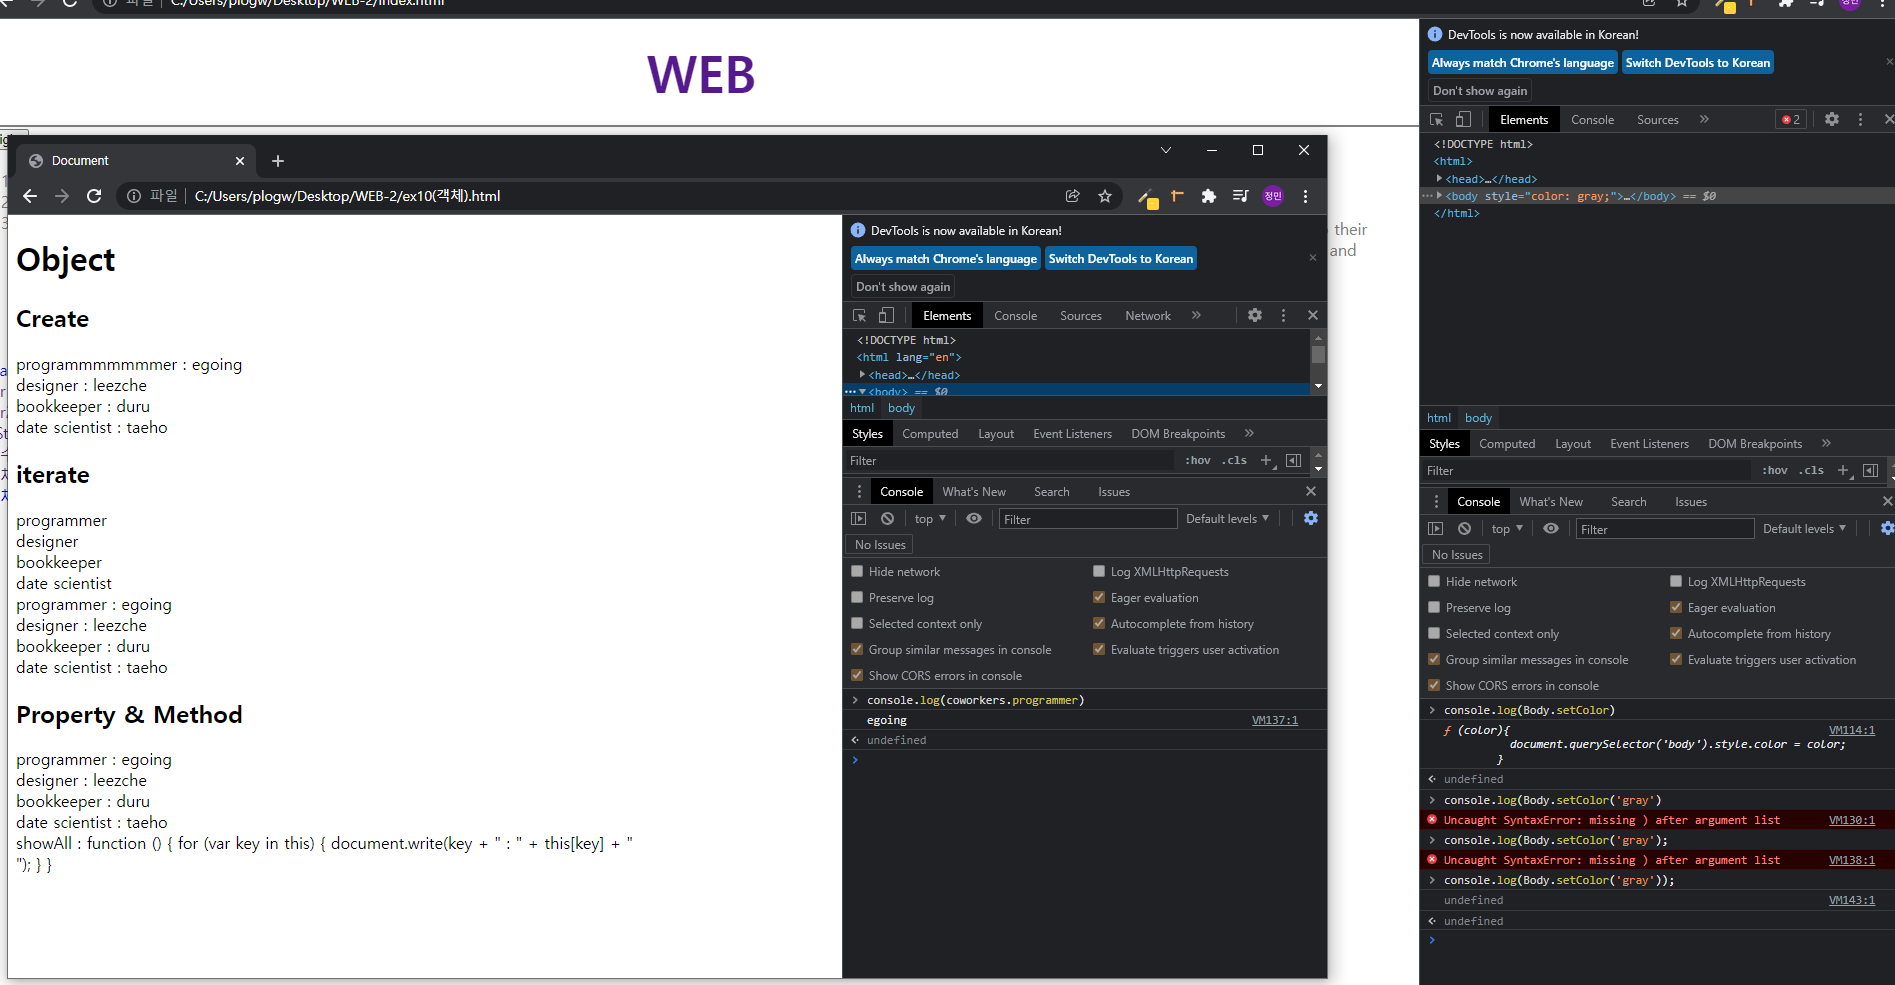 파일 C:/Users/plogw/Desktop/WEB-2/index.html
정민
WEB
their
and
Document
파일 C:/Users/plogw/Desktop/WEB-2/ex10(객체).html
정민
Object
Create
programmmmmmmer : egoing
designer : leezche
bookkeeper : duru
date scientist : taeho
iterate
programmer
designer
bookkeeper
date scientist
programmer : egoing
designer : leezche
bookkeeper : duru
date scientist : taeho
Property & Method
programmer : egoing
designer : leezche
bookkeeper : duru
date scientist : taeho
showAll : function () { for (var key in this) { document.write(key + " : " + this[key] + "
"); } }
DevTools is now available in Korean!
Always match Chrome's language Switch DevTools to Korean
Don't show again
Elements Console Sources Network »
<!DOCTYPE html>
<html lang="en">
<head>…</head>
<body> == $0
html body
Styles Computed Layout Event Listeners DOM Breakpoints »
Filter :hov .cls +
Console What's New Search Issues
top Filter Default levels
No Issues
Hide network Log XMLHttpRequests
Preserve log Eager evaluation
Selected context only Autocomplete from history
Group similar messages in console Evaluate triggers user activation
Show CORS errors in console
> console.log(coworkers.programmer)
egoing VM137:1
undefined
DevTools is now available in Korean!
Always match Chrome's language Switch DevTools to Korean
Don't show again
Elements Console Sources » 2
<!DOCTYPE html>
<html>
<head>…</head>
<body style="color: gray;">…</body> == $0
</html>
html body
Styles Computed Layout Event Listeners DOM Breakpoints »
Filter :hov .cls +
Console What's New Search Issues
top Filter Default levels
No Issues
Hide network Log XMLHttpRequests
Preserve log Eager evaluation
Selected context only Autocomplete from history
Group similar messages in console Evaluate triggers user activation
Show CORS errors in console
> console.log(Body.setColor)
ƒ (color){ VM114:1
document.querySelector('body').style.color = color;
}
undefined
> console.log(Body.setColor('gray')
Uncaught SyntaxError: missing ) after argument list VM130:1
> console.log(Body.setColor('gray');
Uncaught SyntaxError: missing ) after argument list VM138:1
> console.log(Body.setColor('gray'));
undefined VM143:1
undefined